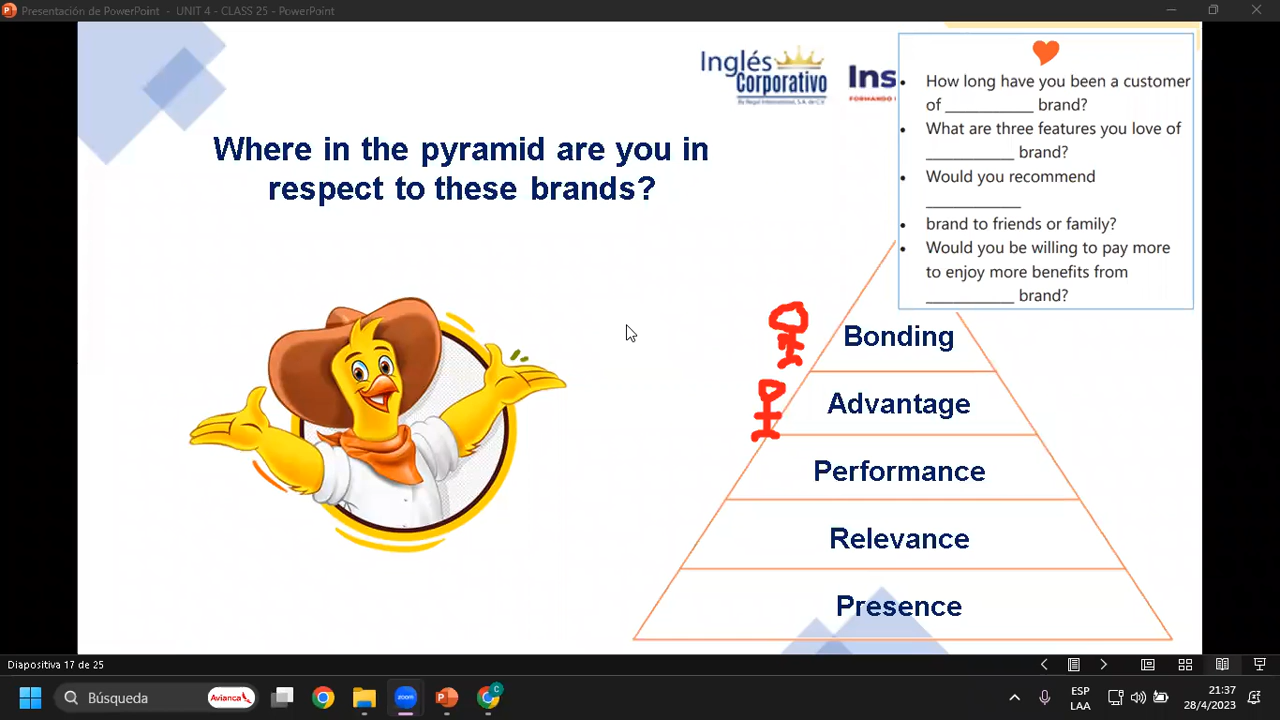 Presentación de PowerPoint - UNIT 4 - CLASS 25 - PowerPoint
Inglés
Corporativo
Ins
How long have you been a customer
of ___________ brand?
What are three features you love of
___________ brand?
Would you recommend
____________
brand to friends or family?
Would you be willing to pay more
to enjoy more benefits from
____________ brand?
Where in the pyramid are you in
respect to these brands?
Bonding
Advantage
Performance
Relevance
Presence
Diapositiva 17 de 25
Búsqueda
Avianca
zoom
C
ESP
LAA
21:37
28/4/2023